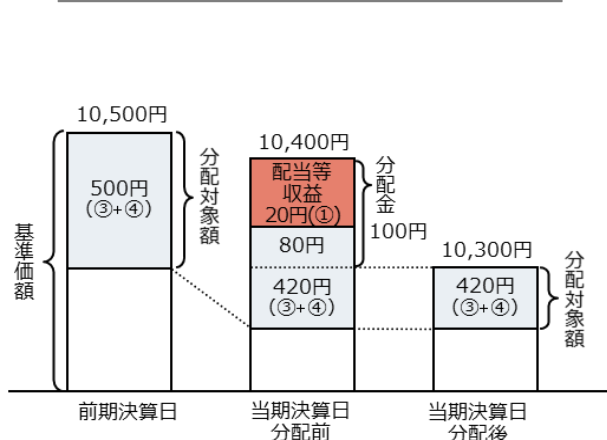 10,500円
500円
(③+④)
分配対象額
基準価額
10,400円
配当等
収益
20円(①)
80円
420円
(③+④)
分配金
100円
10,300円
420円
(③+④)
分配対象額
前期決算日
当期決算日
分配前
当期決算日
分配後